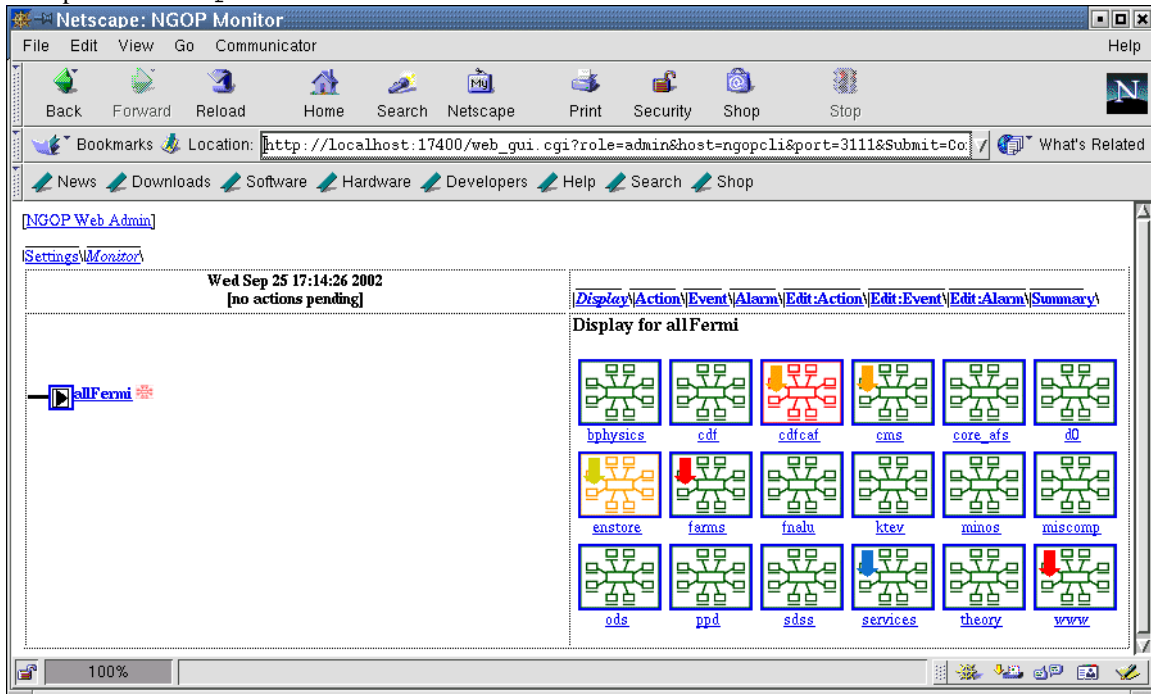 Netscape: NGOP Monitor
File Edit View Go Communicator Help
Back Forward Reload Home Search Netscape Print Security Shop Stop
My
N
Bookmarks Location: http://localhost:17400/web_gui.cgi?role=admin&host=ngopcli&port=3111&Submit=Co What's Related
News Downloads Software Hardware Developers Help Search Shop
[NGOP Web Admin]
|Settings\|Monitor\
Wed Sep 25 17:14:26 2002
[no actions pending]
|Display\|Action\|Event\|Alarm\|Edit:Action\|Edit:Event\|Edit:Alarm\|Summary\
Display for allFermi
allFermi
bphysics cdf cdfcaf cms core_afs d0
enstore farms fnalu ktev minos miscomp
ods ppd sdss services theory www
100%